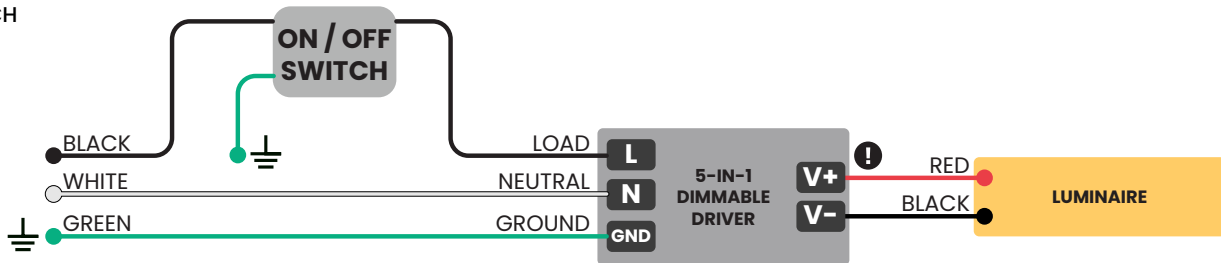 CH
ON / OFF
SWITCH
BLACK
LOAD
L
WHITE
NEUTRAL
N
GREEN
GROUND
GND
5-IN-1
DIMMABLE
DRIVER
V+
V-
!
RED
BLACK
LUMINAIRE